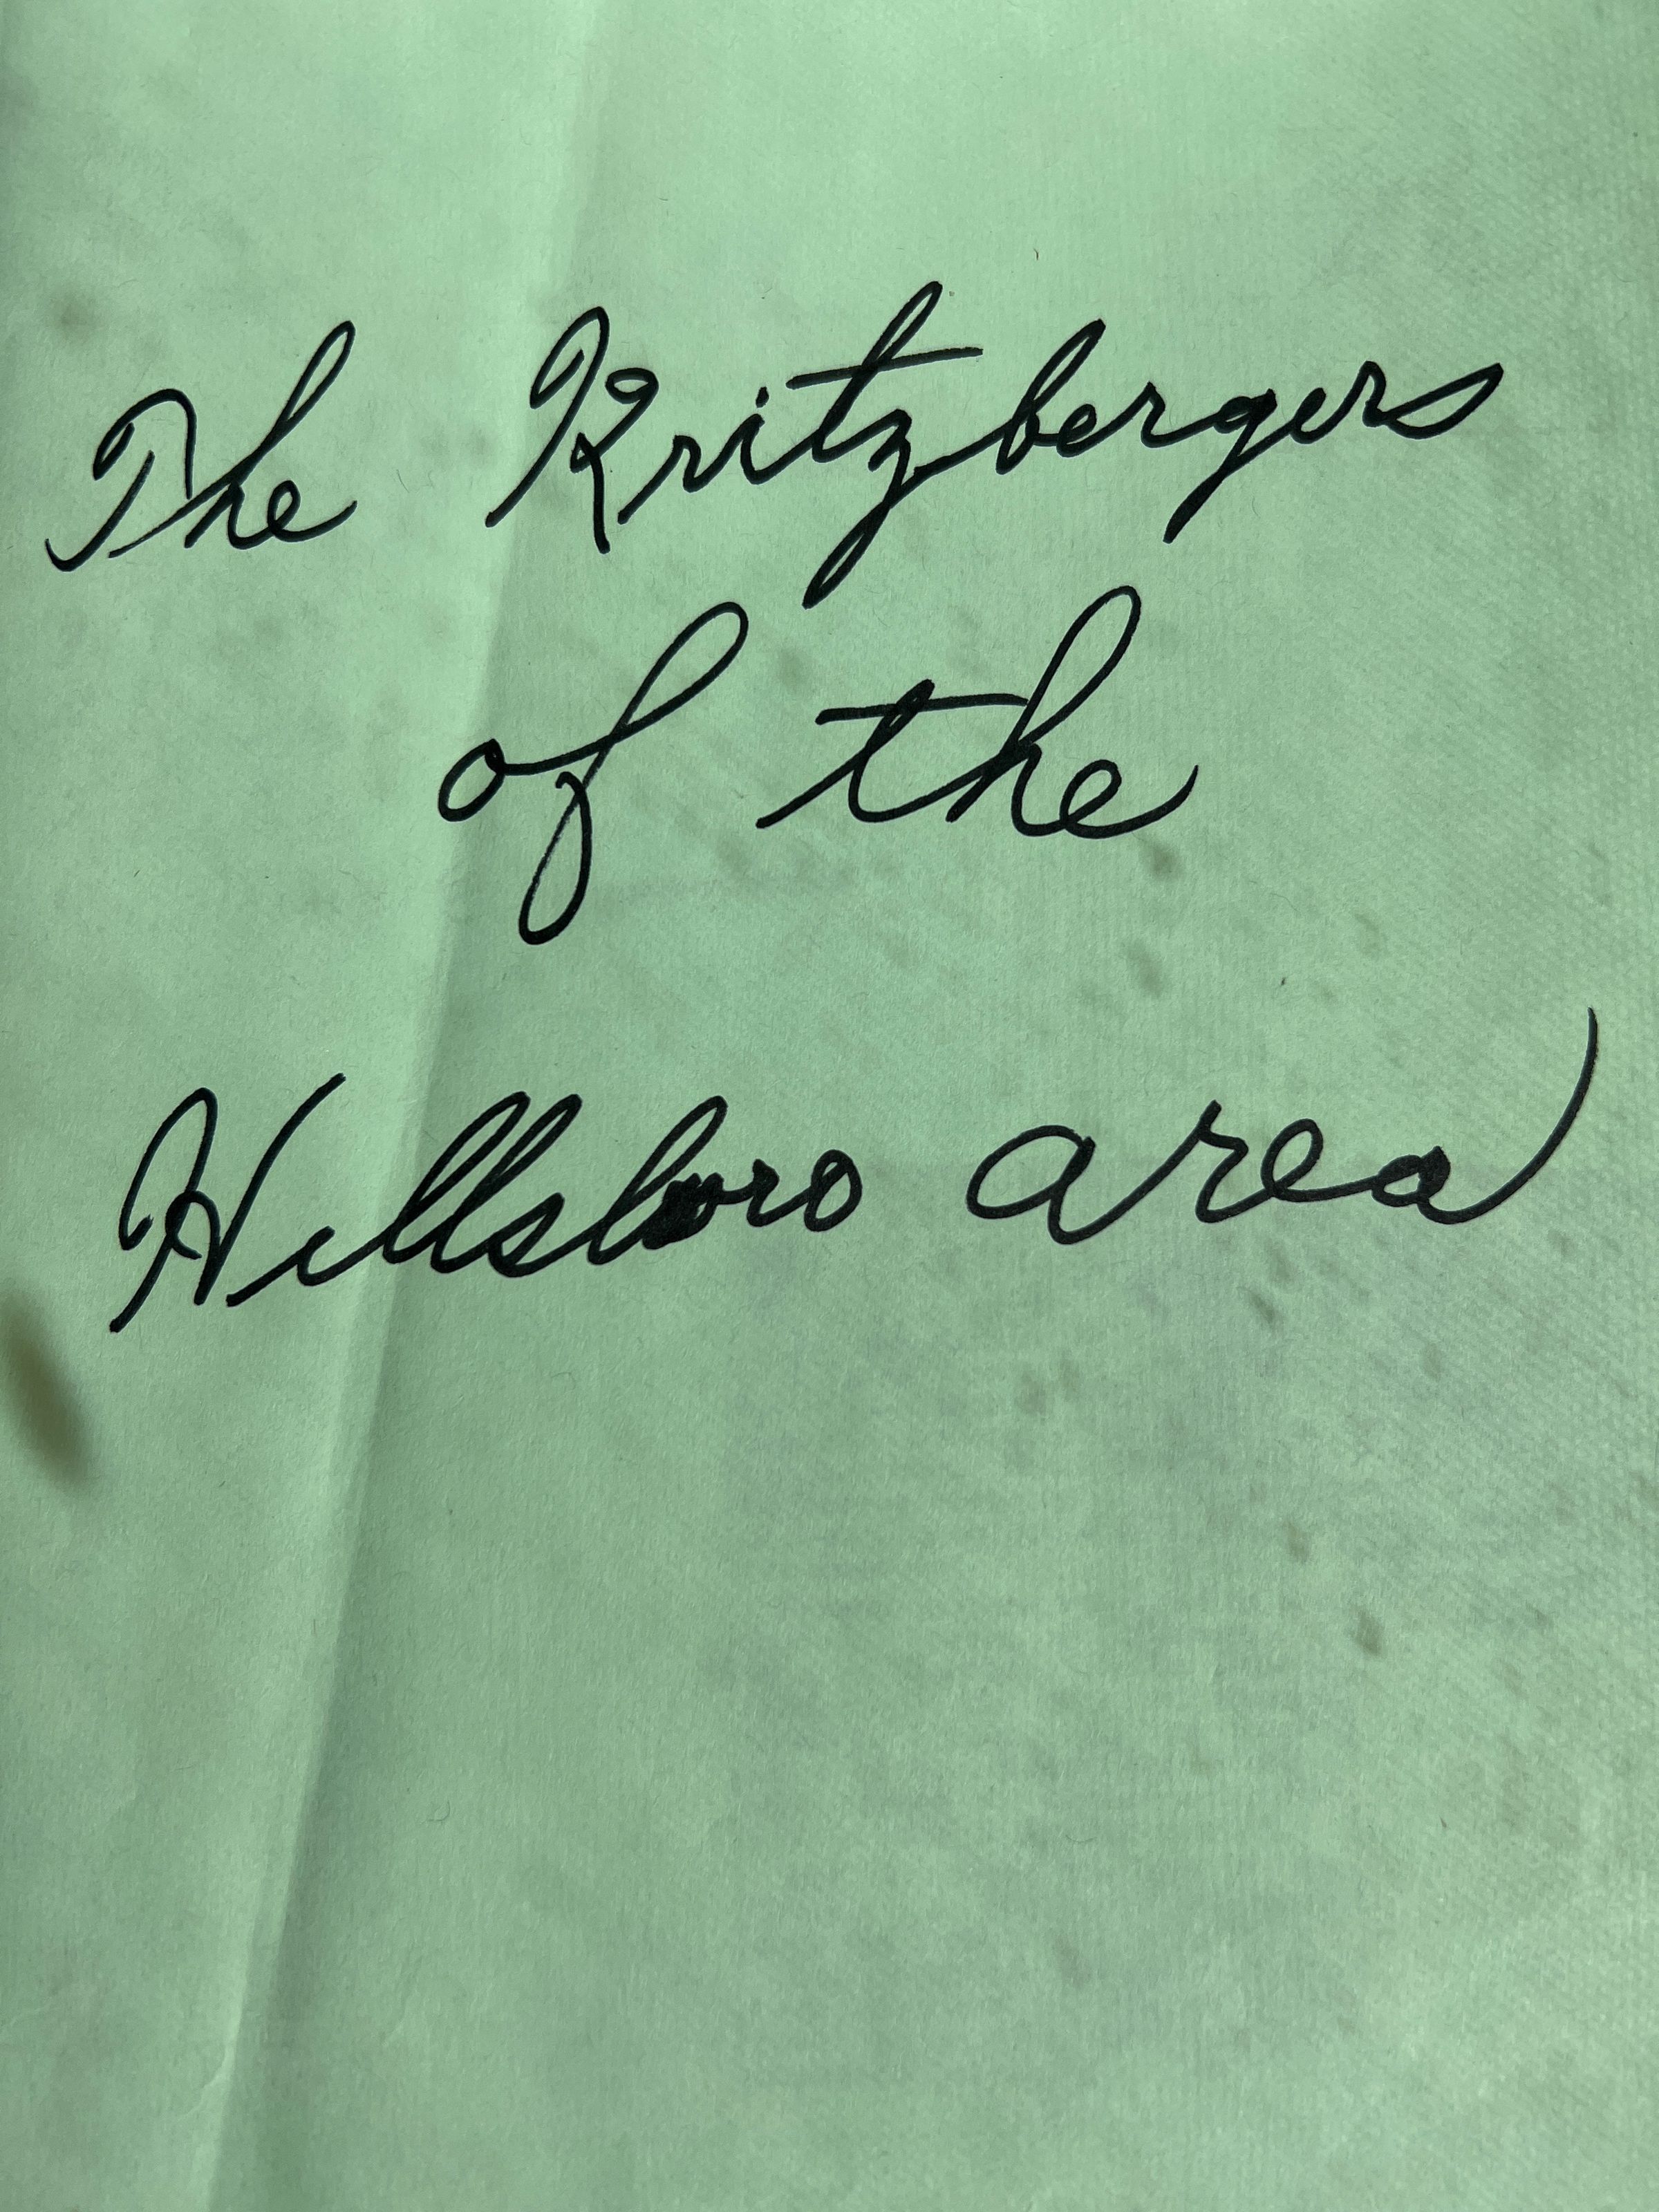 The Kritzbergers
of the
Hillsboro area